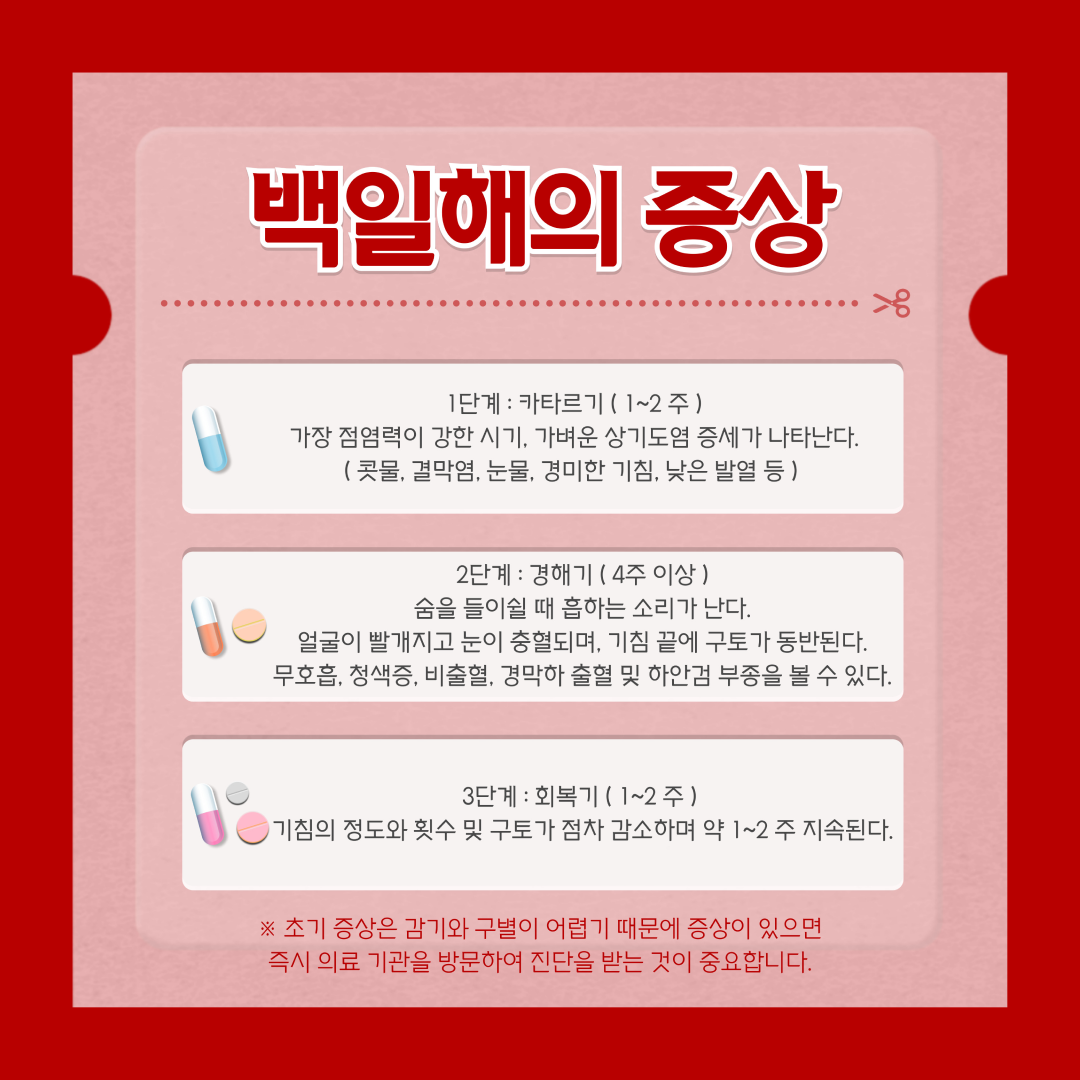 백일해의 증상
1단계 : 카타르기 ( 1~2 주 )
가장 점염력이 강한 시기, 가벼운 상기도염 증세가 나타난다.
( 콧물, 결막염, 눈물, 경미한 기침, 낮은 발열 등 )
2단계 : 경해기 ( 4주 이상 )
숨을 들이쉴 때 흡하는 소리가 난다.
얼굴이 빨개지고 눈이 충혈되며, 기침 끝에 구토가 동반된다.
무호흡, 청색증, 비출혈, 경막하 출혈 및 하안검 부종을 볼 수 있다.
3단계 : 회복기 ( 1~2 주 )
기침의 정도와 횟수 및 구토가 점차 감소하며 약 1~2 주 지속된다.
※ 초기 증상은 감기와 구별이 어렵기 때문에 증상이 있으면
즉시 의료 기관을 방문하여 진단을 받는 것이 중요합니다.